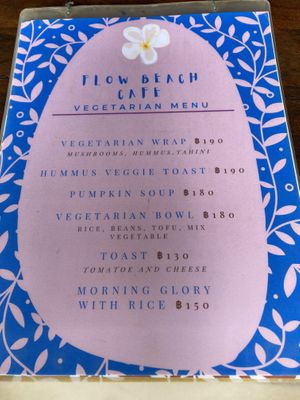 FLOW BEACH
CAFE
VEGETARIAN MENU
VEGETARIAN WRAP ฿190
MUSHROOMS, HUMMUS, TAHINI
HUMMUS VEGGIE TOAST ฿190
PUMPKIN SOUP ฿180
VEGETARIAN BOWL ฿180
RICE, BEANS, TOFU, MIX
VEGETABLE
TOAST ฿130
TOMATOE AND CHEESE
MORNING GLORY
WITH RICE ฿150